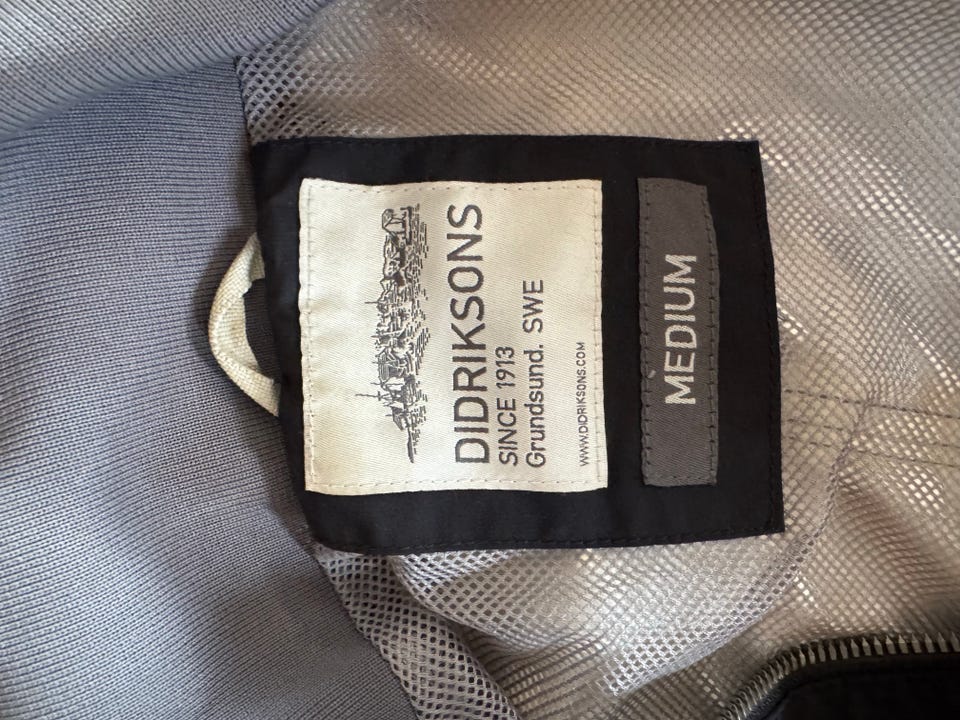 DIDRIKSONS
SINCE 1913
Grundsund. SWE
WWW.DIDRIKSONS.COM
MEDIUM